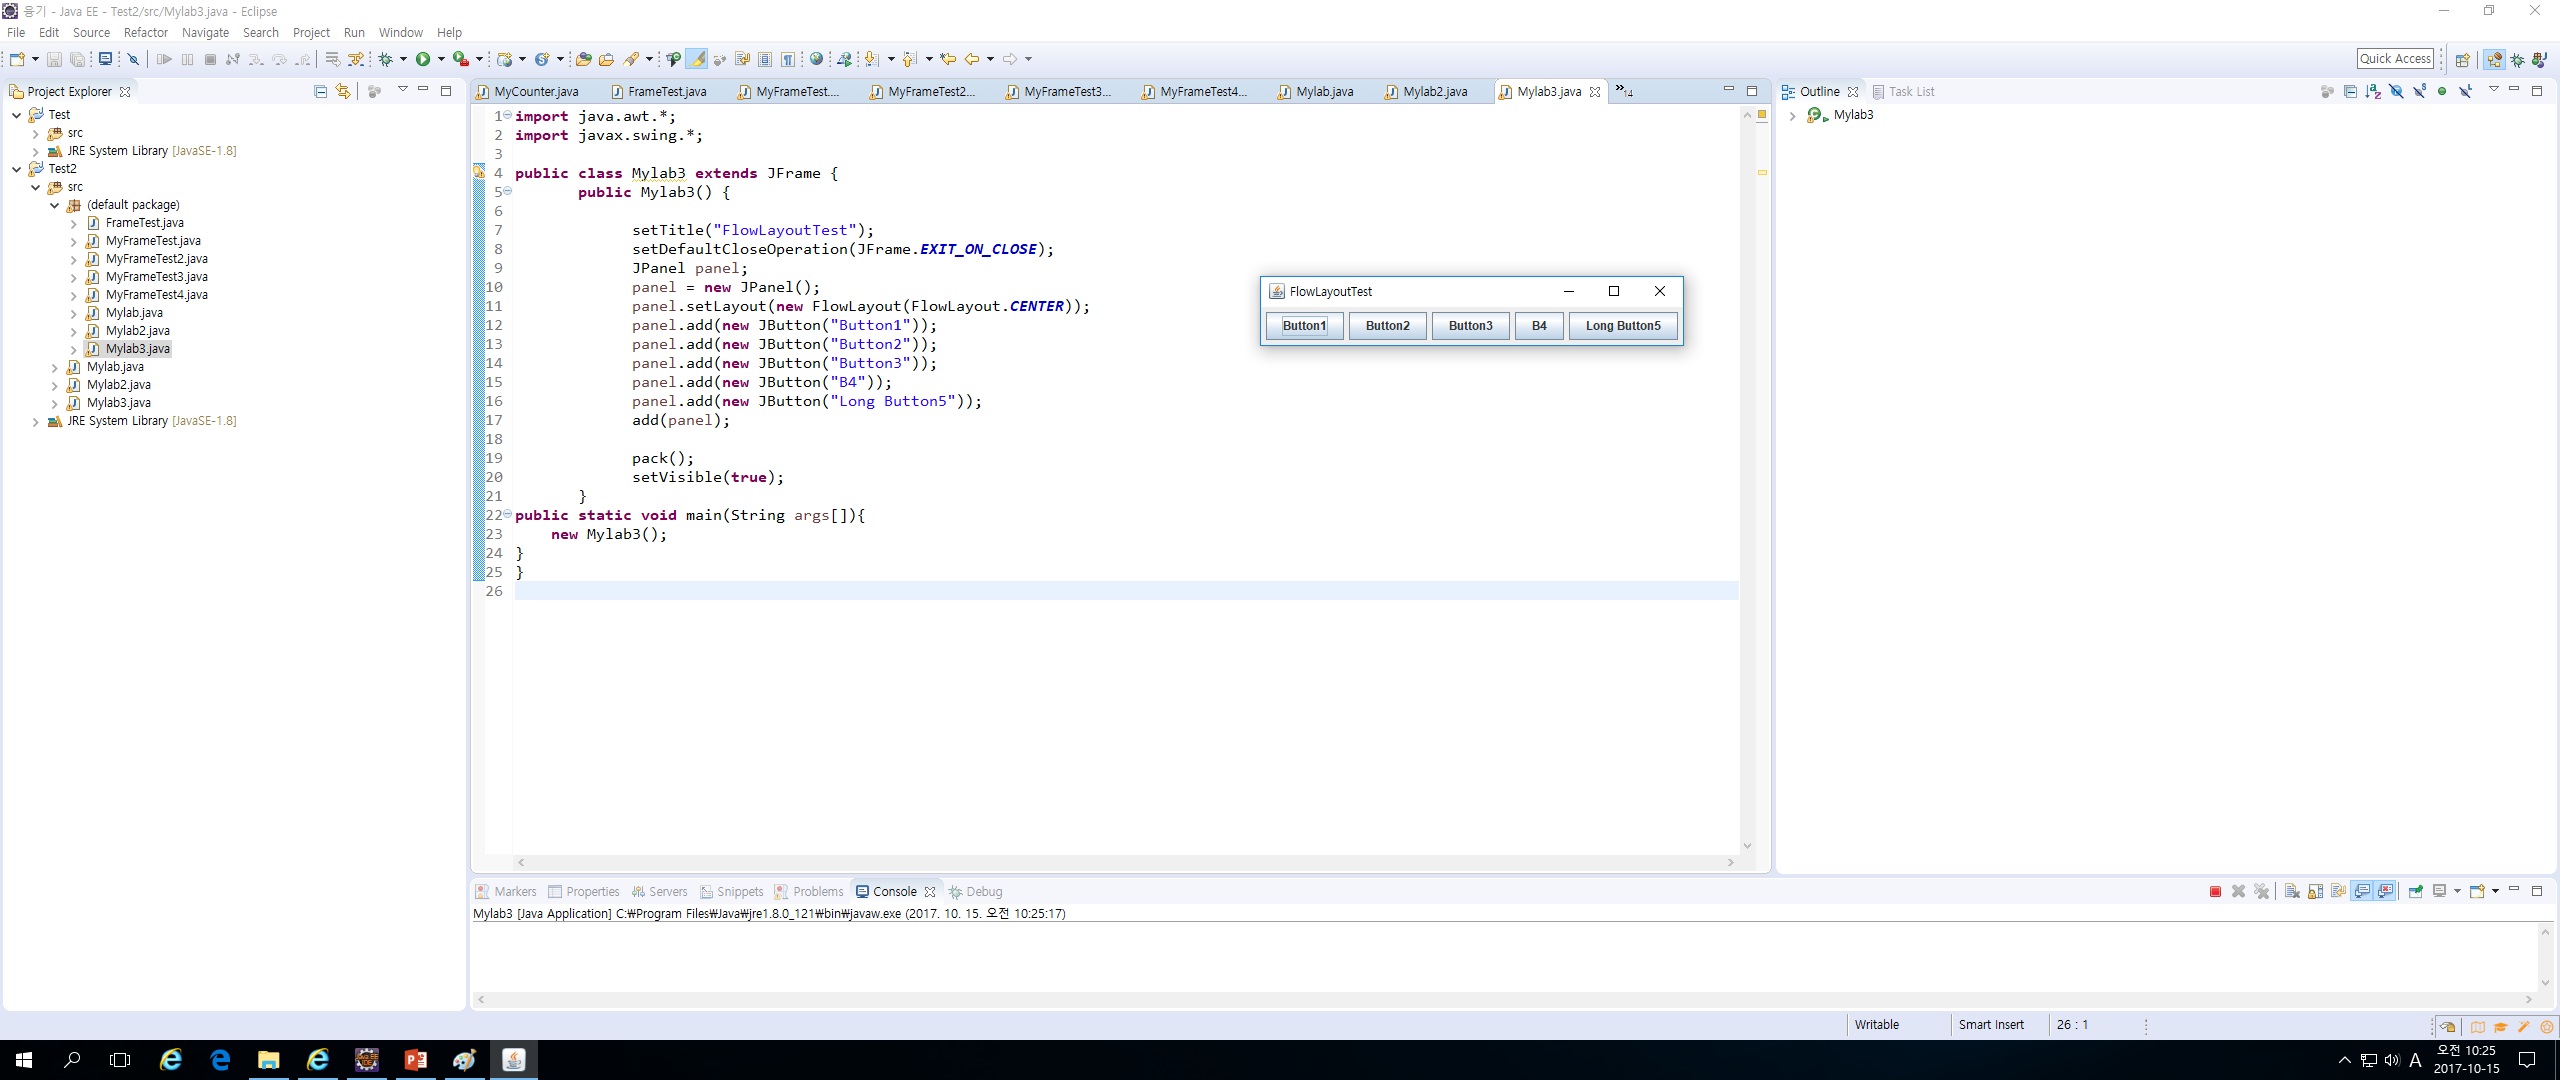 융기 - Java EE - Test2/src/Mylab3.java - Eclipse
File Edit Source Refactor Navigate Search Project Run Window Help
Quick Access
Project Explorer
Test
src
JRE System Library [JavaSE-1.8]
Test2
src
(default package)
FrameTest.java
MyFrameTest.java
MyFrameTest2.java
MyFrameTest3.java
MyFrameTest4.java
Mylab.java
Mylab2.java
Mylab3.java
Mylab.java
Mylab2.java
Mylab3.java
JRE System Library [JavaSE-1.8]
MyCounter.java FrameTest.java MyFrameTest.... MyFrameTest2... MyFrameTest3... MyFrameTest4... Mylab.java Mylab2.java Mylab3.java »14
1 import java.awt.*;
2 import javax.swing.*;
3
4 public class Mylab3 extends JFrame {
5 public Mylab3() {
6
7 setTitle("FlowLayoutTest");
8 setDefaultCloseOperation(JFrame.EXIT_ON_CLOSE);
9 JPanel panel;
10 panel = new JPanel();
11 panel.setLayout(new FlowLayout(FlowLayout.CENTER));
12 panel.add(new JButton("Button1"));
13 panel.add(new JButton("Button2"));
14 panel.add(new JButton("Button3"));
15 panel.add(new JButton("B4"));
16 panel.add(new JButton("Long Button5"));
17 add(panel);
18
19 pack();
20 setVisible(true);
21 }
22 public static void main(String args[]){
23 new Mylab3();
24 }
25 }
26
FlowLayoutTest
Button1 Button2 Button3 B4 Long Button5
Outline Task List
Mylab3
Markers Properties Servers Snippets Problems Console Debug
Mylab3 [Java Application] C:₩Program Files₩Java₩jre1.8.0_121₩bin₩javaw.exe (2017. 10. 15. 오전 10:25:17)
Writable Smart Insert 26 : 1
A 오전 10:25
2017-10-15